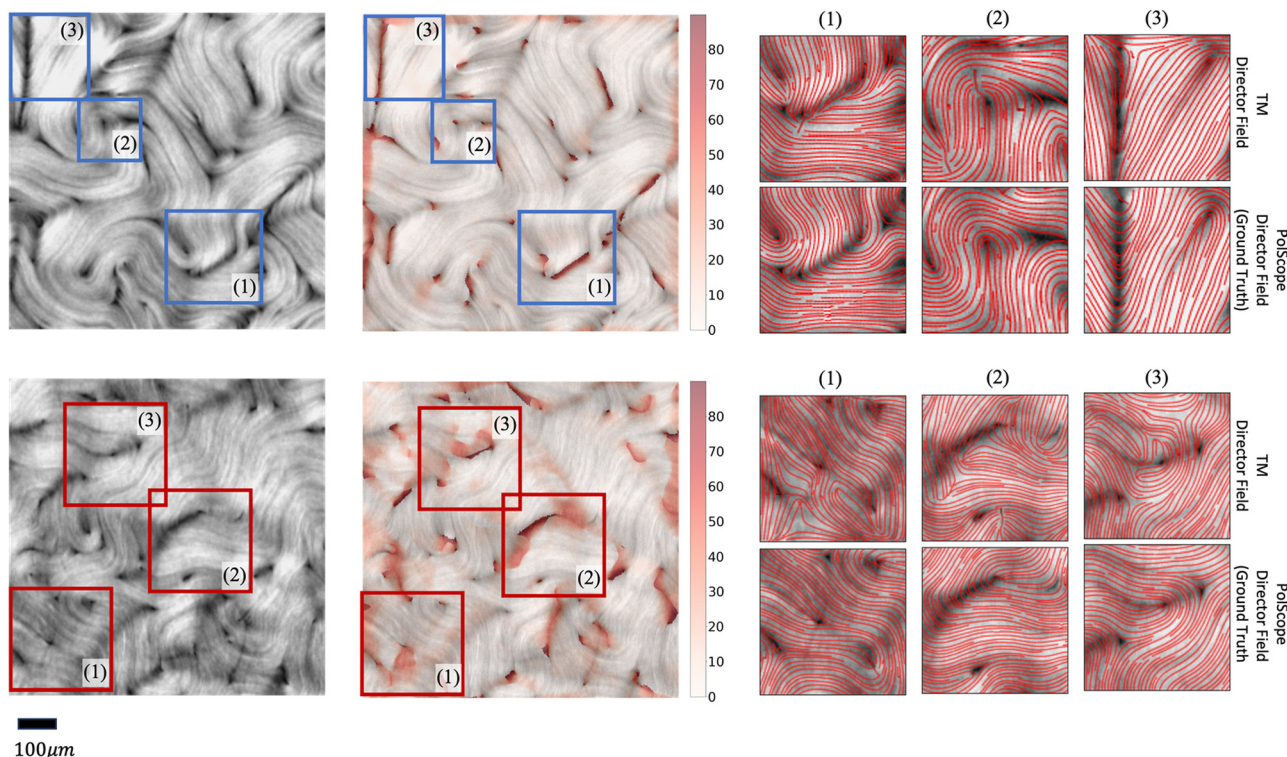 (3)
(2)
(1)
(3)
(2)
(1)
80
70
60
50
40
30
20
10
0
(1) (2) (3)
TM
Director Field
PolScope
Director Field
(Ground Truth)
(3)
(2)
(1)
(3)
(2)
(1)
80
70
60
50
40
30
20
10
0
(1) (2) (3)
TM
Director Field
PolScope
Director Field
(Ground Truth
100μm